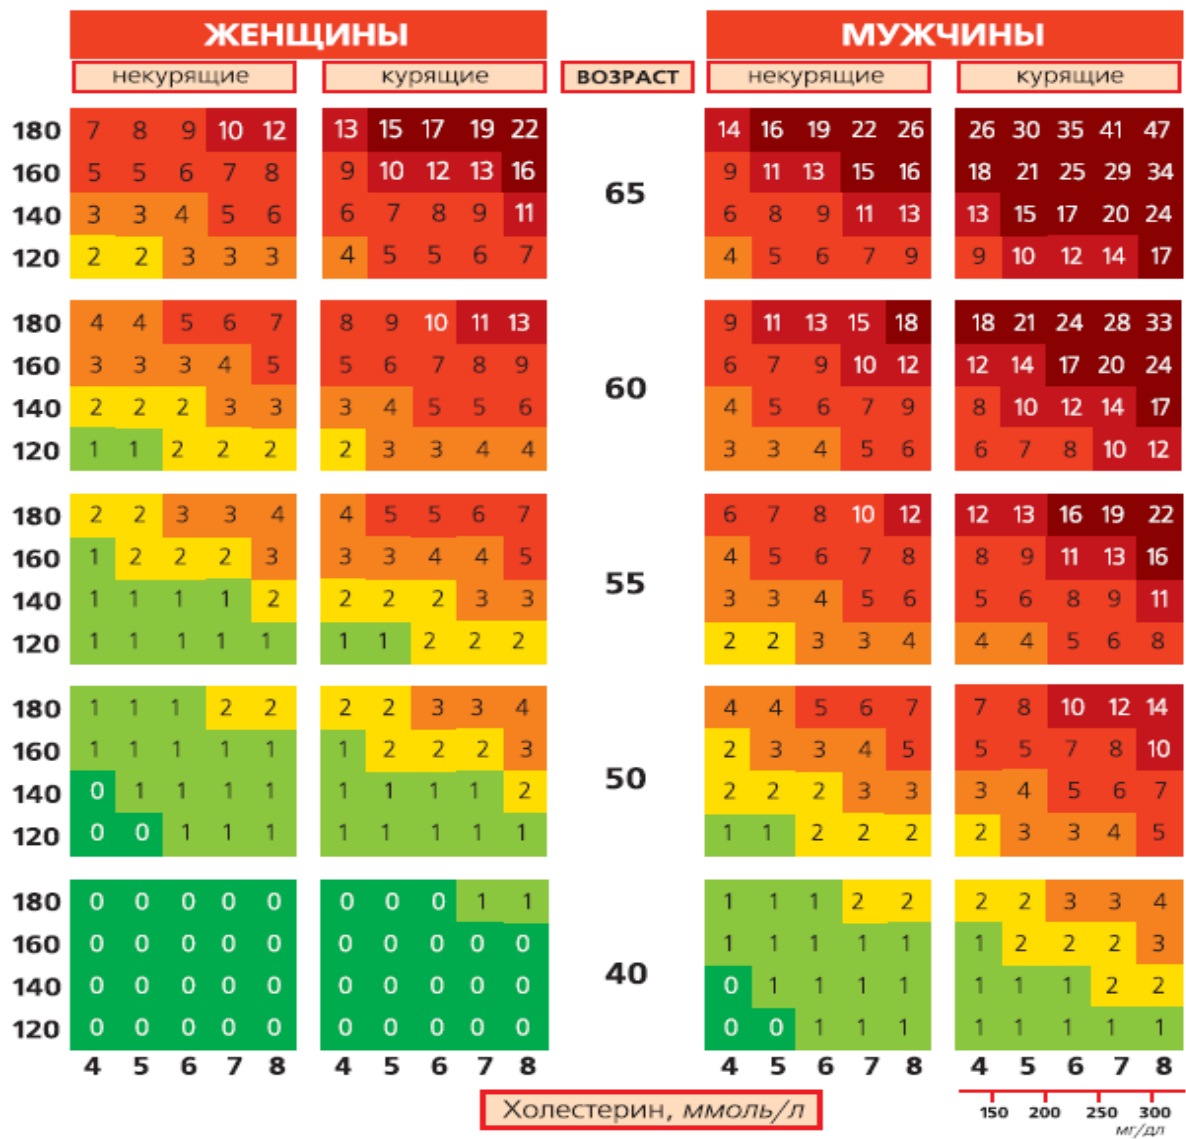 ЖЕНЩИНЫ МУЖЧИНЫ
некурящие курящие ВОЗРАСТ некурящие курящие
180 7 8 9 10 12 13 15 17 19 22 14 16 19 22 26 26 30 35 41 47
160 5 5 6 7 8 9 10 12 13 16 9 11 13 15 16 18 21 25 29 34
65
140 3 3 4 5 6 6 7 8 9 11 6 8 9 11 13 13 15 17 20 24
120 2 2 3 3 3 4 5 5 6 7 4 5 6 7 9 9 10 12 14 17
180 4 4 5 6 7 8 9 10 11 13 9 11 13 15 18 18 21 24 28 33
160 3 3 3 4 5 5 6 7 8 9 6 7 9 10 12 12 14 17 20 24
60
140 2 2 2 3 3 3 4 5 5 6 4 5 6 7 9 8 10 12 14 17
120 1 1 2 2 2 2 3 3 4 4 3 3 4 5 6 6 7 8 10 12
180 2 2 3 3 4 4 5 5 6 7 6 7 8 10 12 12 13 16 19 22
160 1 2 2 2 3 3 3 4 4 5 4 5 6 7 8 8 9 11 13 16
55
140 1 1 1 1 2 2 2 2 3 3 3 3 4 5 6 5 6 8 9 11
120 1 1 1 1 1 1 1 2 2 2 2 2 3 3 4 4 4 5 6 8
180 1 1 1 2 2 2 2 3 3 4 4 4 5 6 7 7 8 10 12 14
160 1 1 1 1 1 1 2 2 2 3 2 3 3 4 5 5 5 7 8 10
50
140 0 1 1 1 1 1 1 1 1 2 2 2 2 3 3 3 4 5 6 7
120 0 0 1 1 1 1 1 1 1 1 1 1 2 2 2 2 3 3 4 5
180 0 0 0 0 0 0 0 0 1 1 1 1 1 2 2 2 2 3 3 4
160 0 0 0 0 0 0 0 0 0 0 1 1 1 1 1 1 2 2 2 3
40
140 0 0 0 0 0 0 0 0 0 0 0 1 1 1 1 1 1 1 2 2
120 0 0 0 0 0 0 0 0 0 0 0 0 1 1 1 1 1 1 1 1
4 5 6 7 8 4 5 6 7 8 4 5 6 7 8 4 5 6 7 8
Холестерин, ммоль/л
150 200 250 300
мг/дл